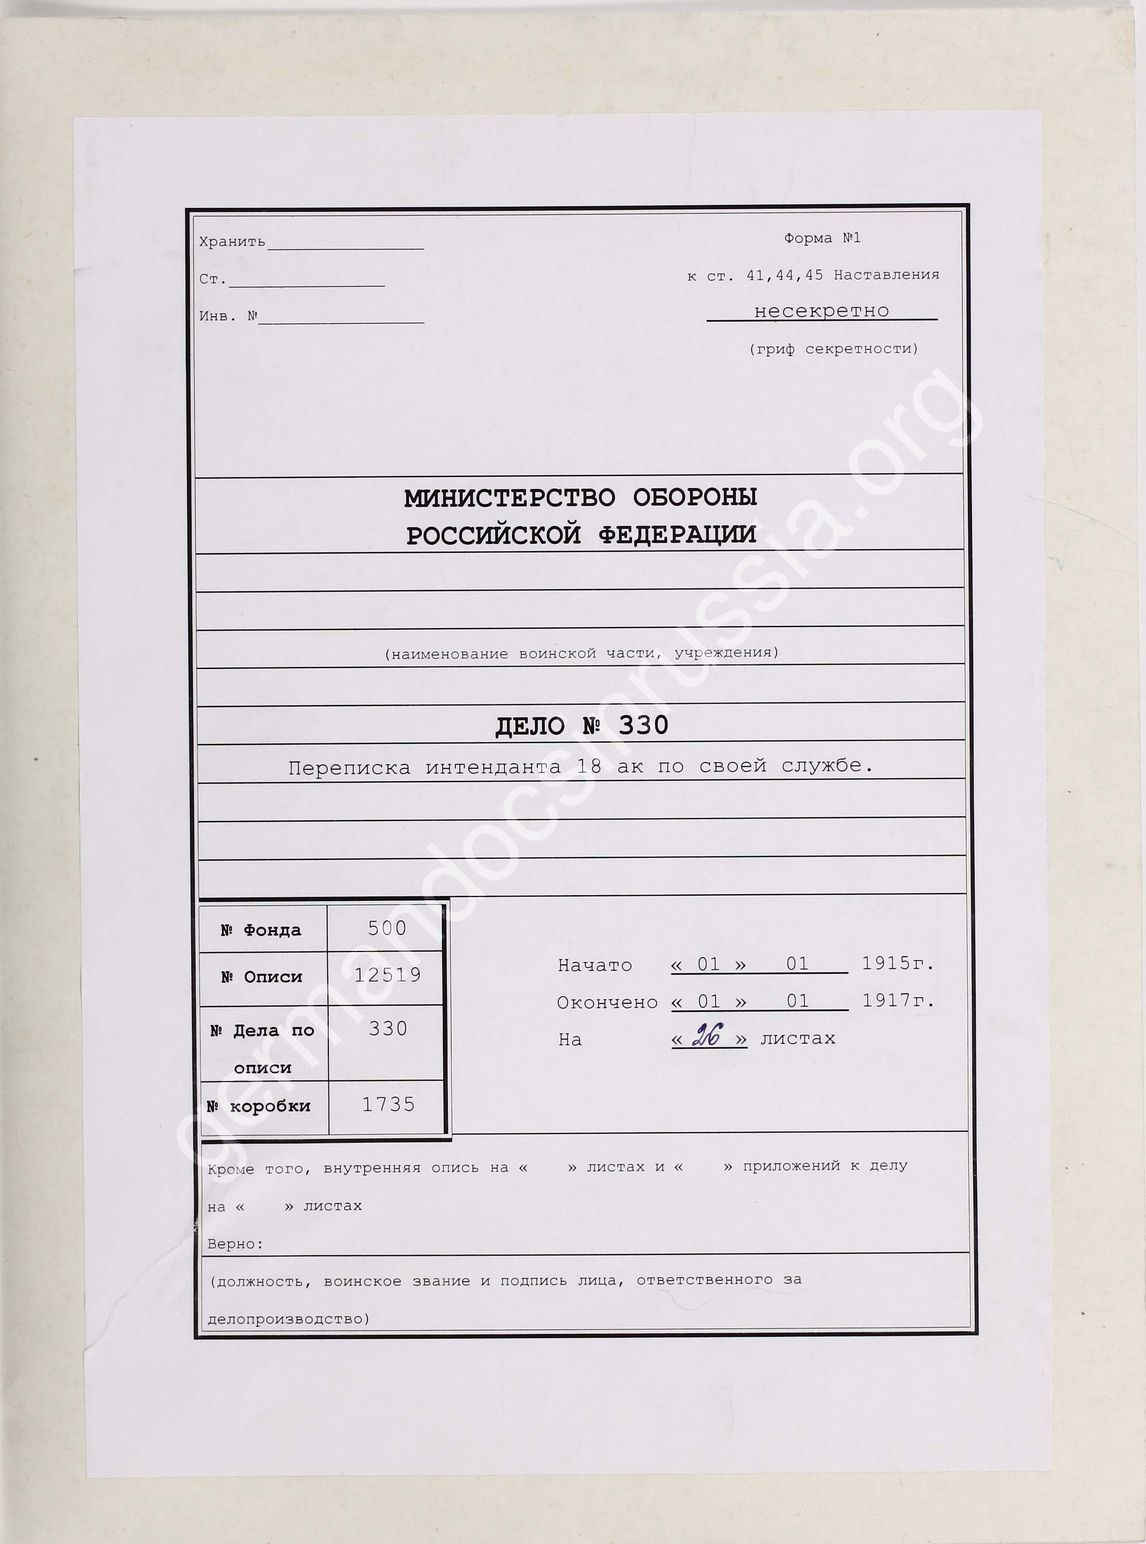 Хранить
Форма №1
Ст.
к ст. 41,44,45 Наставления
Инв. №
несекретно
(гриф секретности)
МИНИСТЕРСТВО ОБОРОНЫ
РОССИЙСКОЙ ФЕДЕРАЦИИ
(наименование воинской части, учреждения)
ДЕЛО № 330
Переписка интенданта 18 ак по своей службе.
№ Фонда 500
№ Описи 12519
№ Дела по описи 330
№ коробки 1735
Начато « 01 » 01 1915г.
Окончено « 01 » 01 1917г.
На « 26 » листах
Кроме того, внутренняя опись на « » листах и « » приложений к делу
на « » листах
Верно:
(должность, воинское звание и подпись лица, ответственного за
делопроизводство)
germandocsinrussia.org